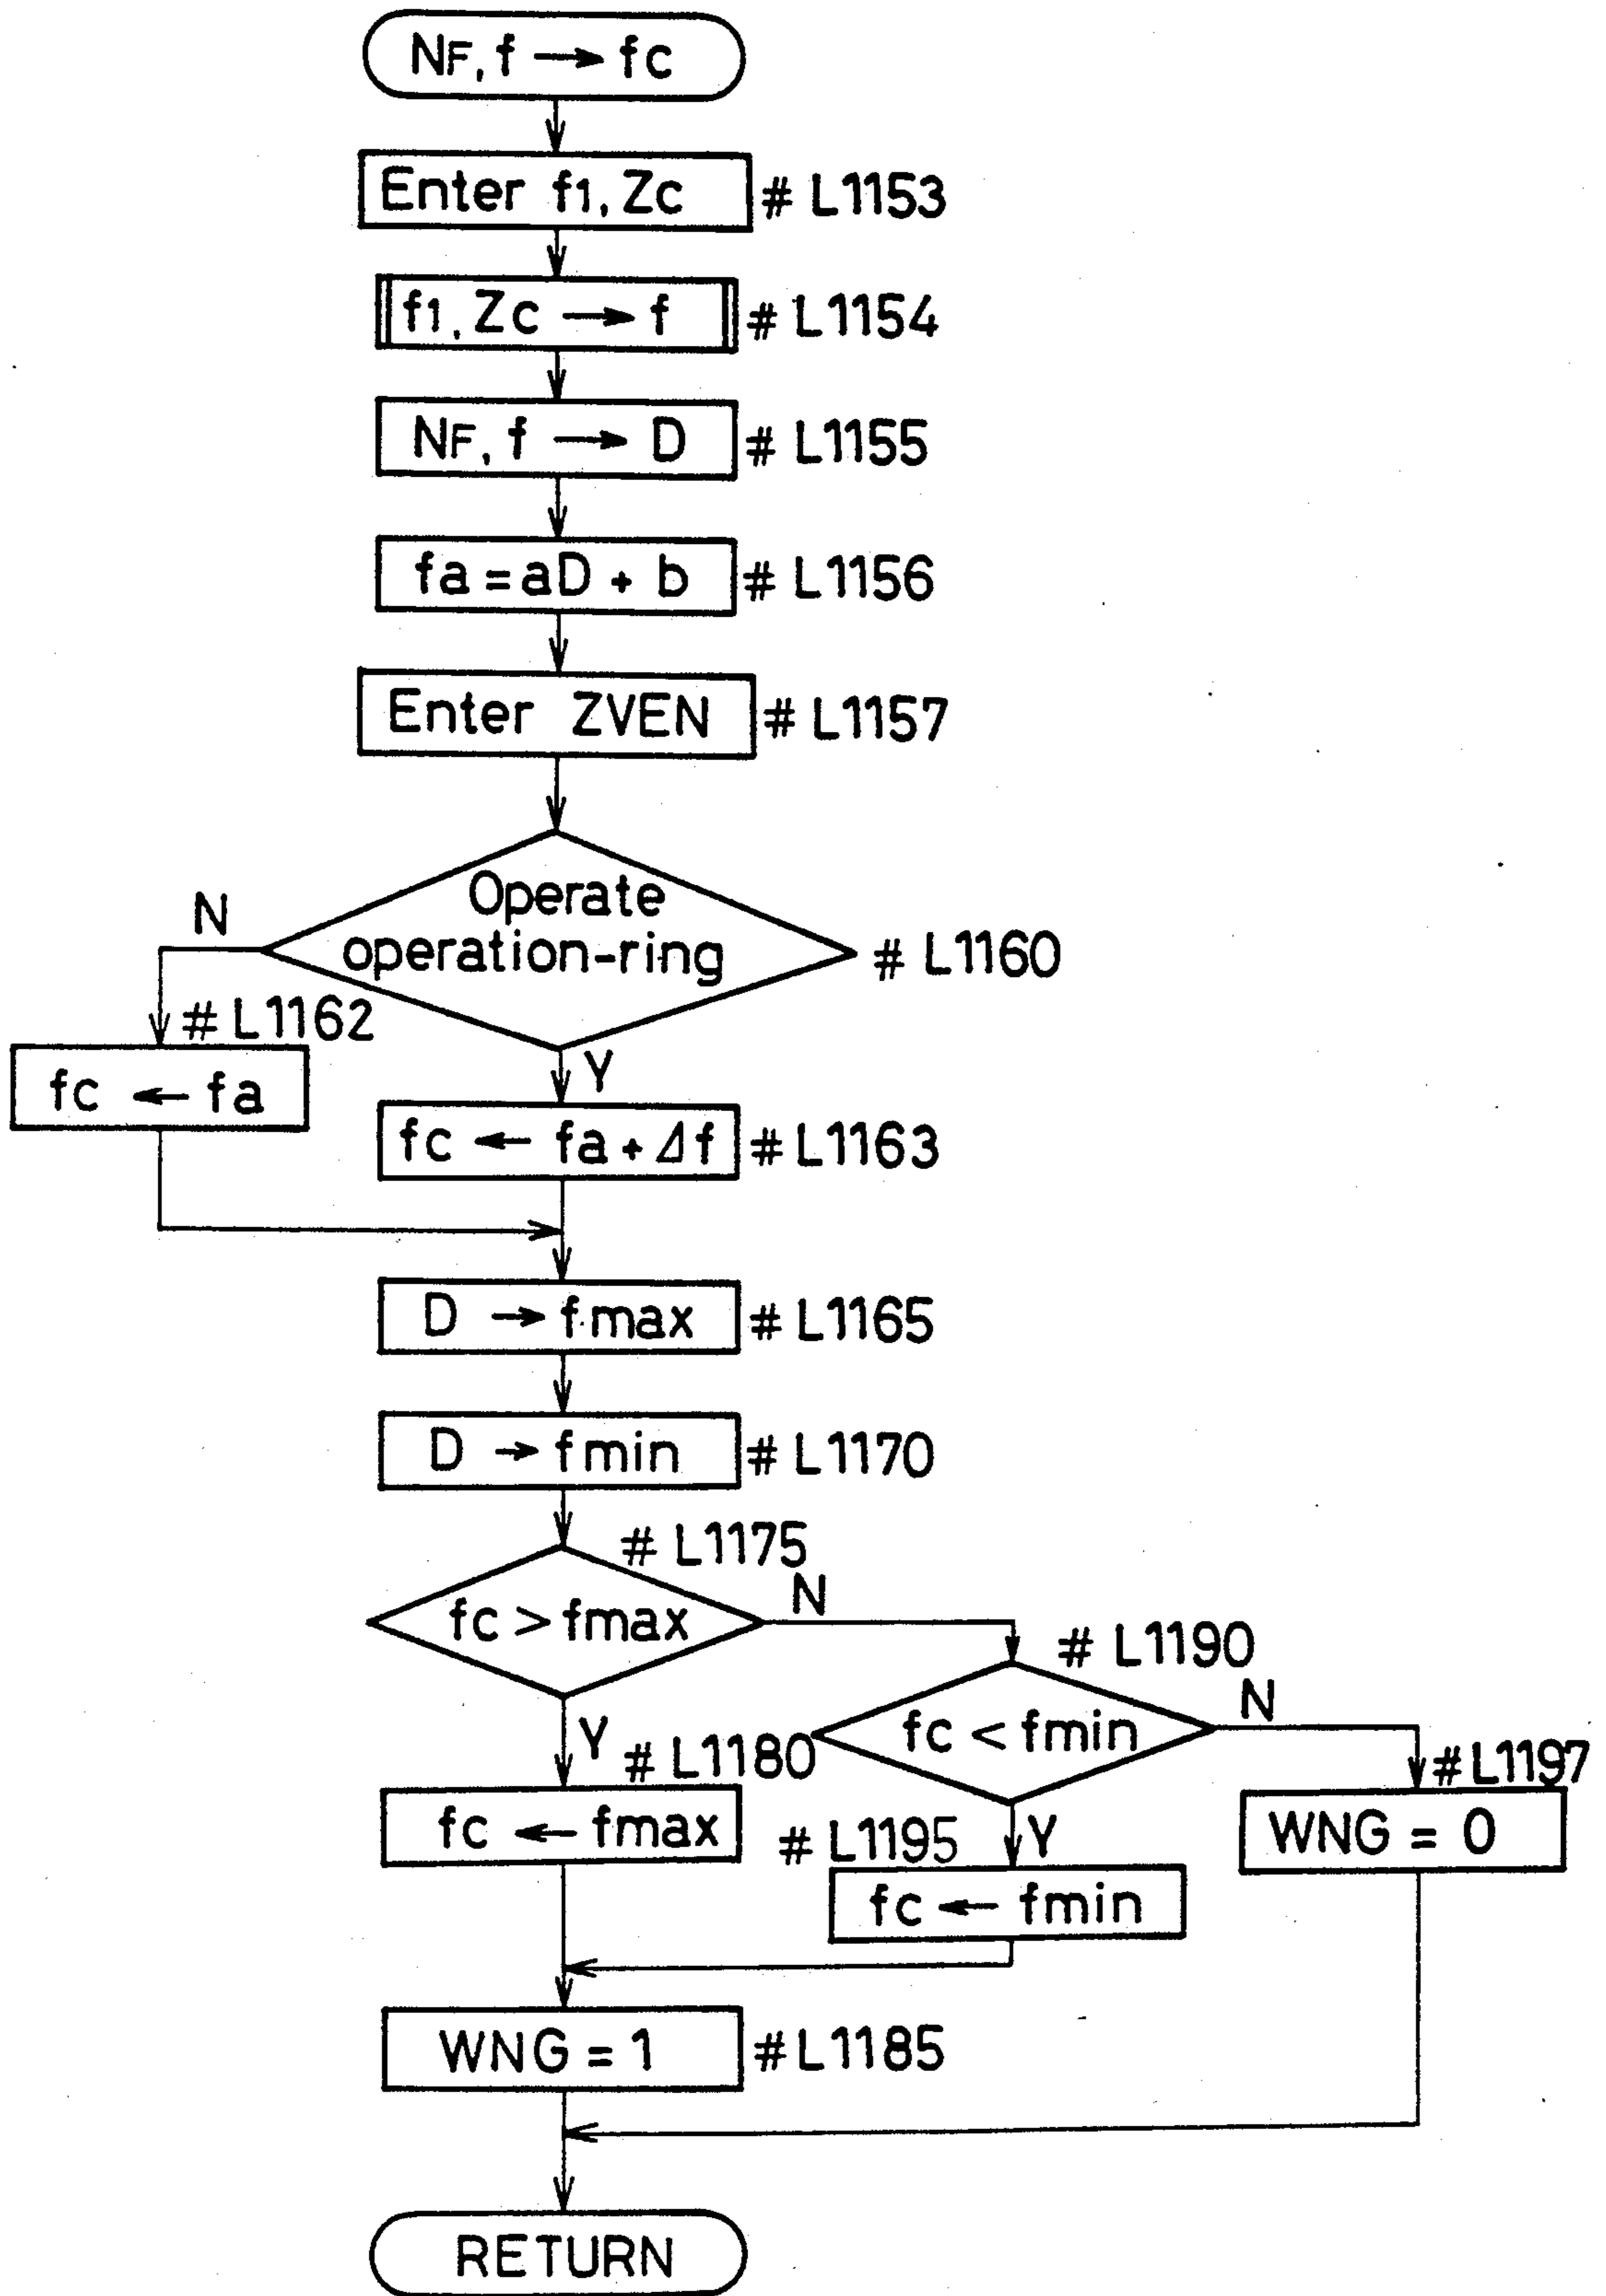 NF, f → fc
Enter f1, Zc # L1153
f1, Zc → f # L1154
NF, f → D # L1155
fa = aD + b # L1156
Enter ZVEN # L1157
Operate
operation-ring
N
# L1160
# L1162
Y
fc ← fa
fc ← fa + Δf # L1163
D → fmax # L1165
D → fmin # L1170
# L1175
fc > fmax
N
# L1190
fc < fmin
N
Y
# L1180
# L1197
fc ← fmax
# L1195
Y
WNG = 0
fc ← fmin
WNG = 1 # L1185
RETURN